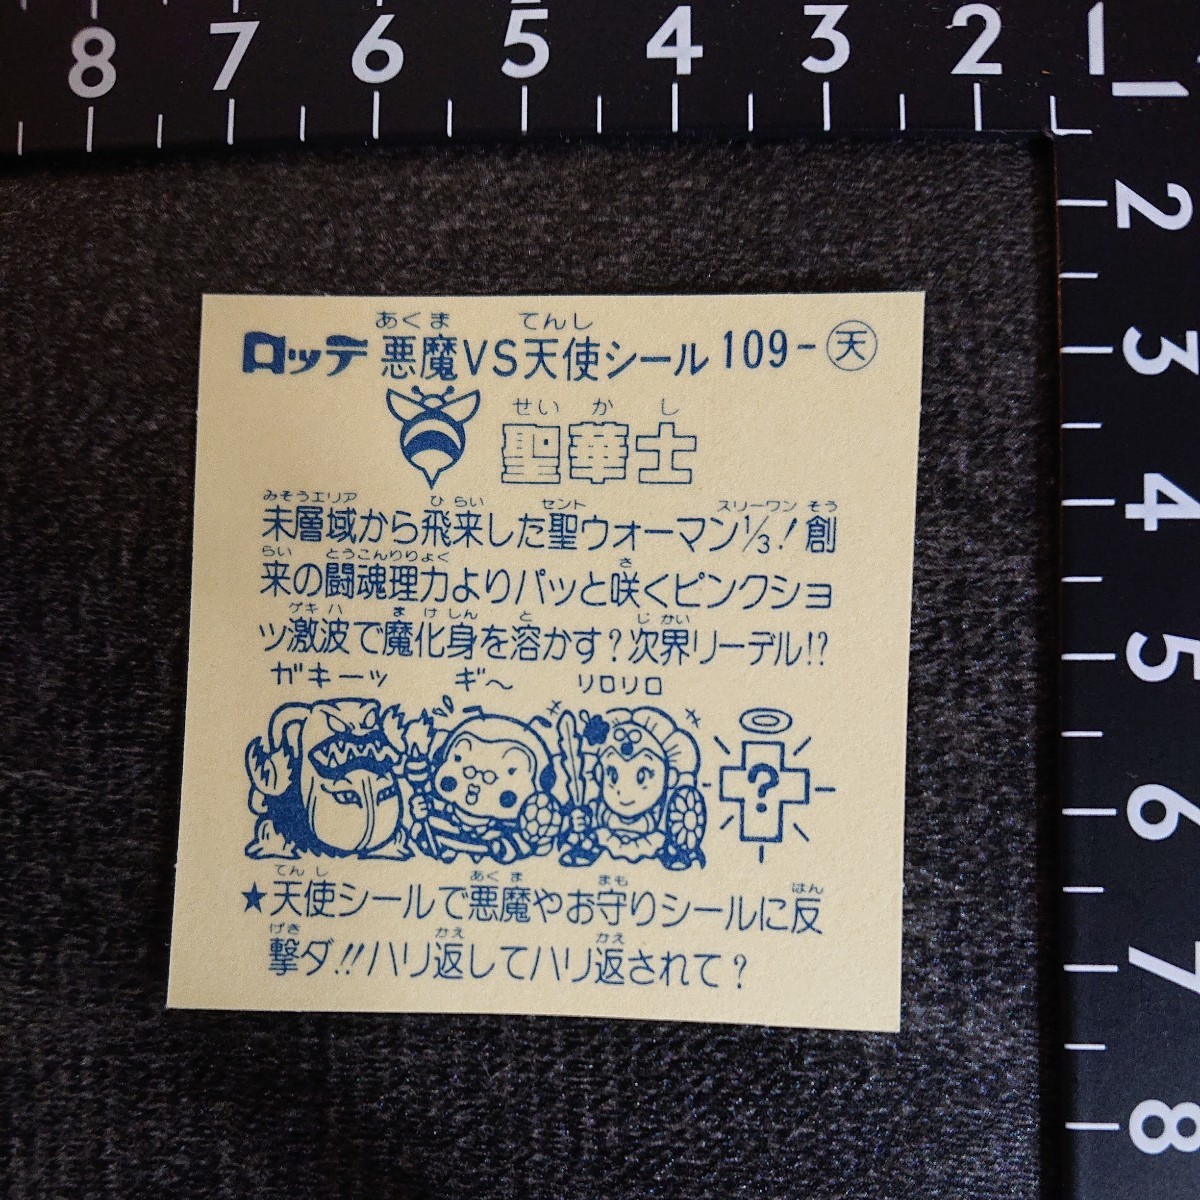 8 7 6 5 4 3 2 1
1
2
3
4
5
6
7
8
あくま てんし
ロッテ 悪魔VS天使シール 109-天
せいかし
聖華士
みそうエリア ひらい セント スリーワン そう
未層域から飛来した聖ウォーマン1/3!創
らい とうこんりりょく さ
来の闘魂理力よりパッと咲くピンクショ
ゲキハ まけしん と じかい
ツ激波で魔化身を溶かす?次界リーデル!?
ガキーッ ギ〜 リロリロ
?
てんし あくま まも はん
★天使シールで悪魔やお守りシールに反
げき かえ かえ
撃ダ!!ハリ返してハリ返されて?